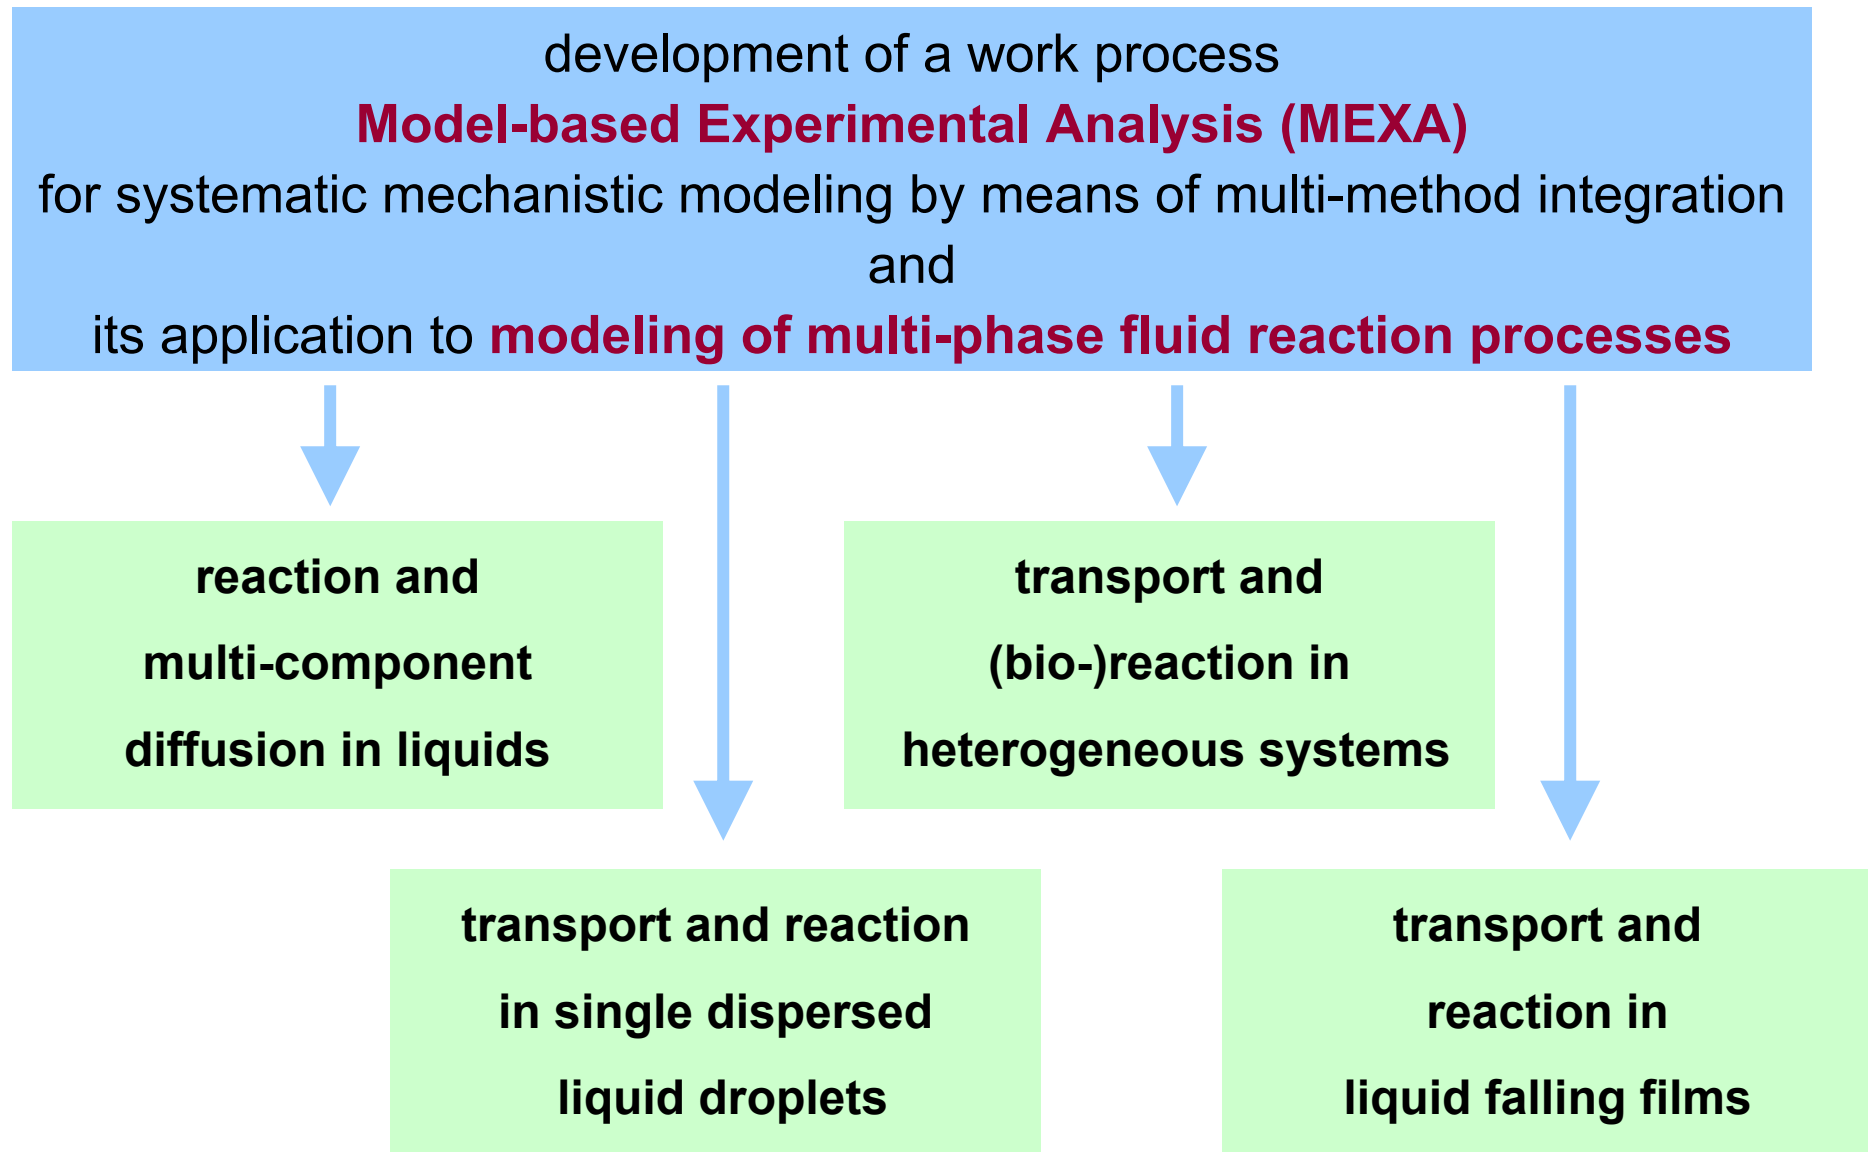 development of a work process
Model-based Experimental Analysis (MEXA)
for systematic mechanistic modeling by means of multi-method integration
and
its application to modeling of multi-phase fluid reaction processes
reaction and
multi-component
diffusion in liquids
transport and
(bio-)reaction in
heterogeneous systems
transport and reaction
in single dispersed
liquid droplets
transport and
reaction in
liquid falling films